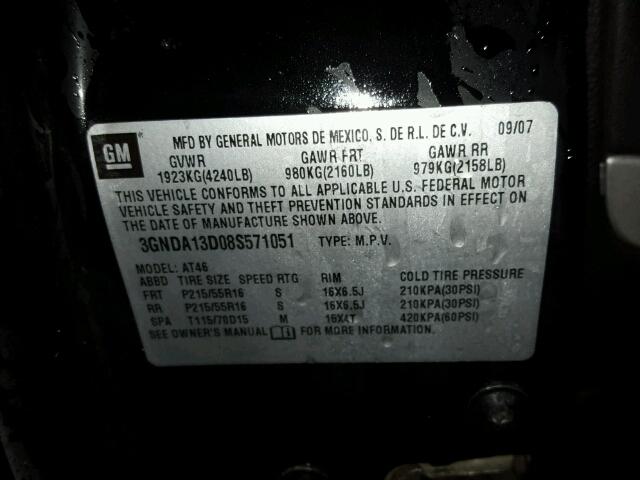 GM
MFD BY GENERAL MOTORS DE MEXICO, S. DE R.L. DE C.V. 09/07
GVWR GAWR FRT GAWR RR
1923KG(4240LB) 980KG(2160LB) 979KG(2158LB)
THIS VEHICLE CONFORMS TO ALL APPLICABLE U.S. FEDERAL MOTOR
VEHICLE SAFETY AND THEFT PREVENTION STANDARDS IN EFFECT ON
THE DATE OF MANUFACTURE SHOWN ABOVE.
3GNDA13D08S571051 TYPE: M.P.V.
MODEL: AT46
ABBD TIRE SIZE SPEED RTG RIM COLD TIRE PRESSURE
FRT P215/55R16 S 16X6.5J 210KPA(30PSI)
RR P215/55R16 S 16X6.5J 210KPA(30PSI)
SPA T115/70D15 M 16X4T 420KPA(60PSI)
SEE OWNER'S MANUAL FOR MORE INFORMATION.